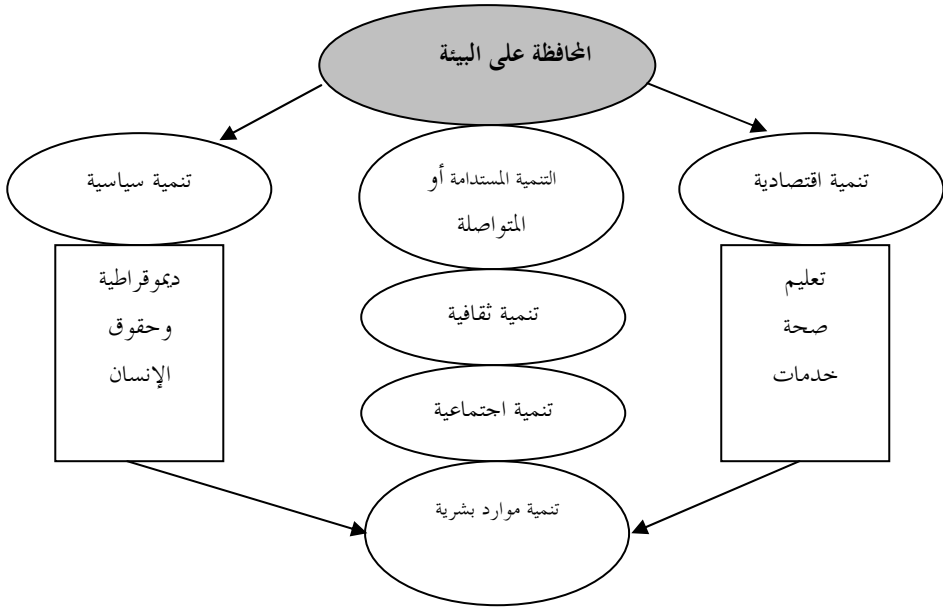 المحافظة على البيئة
تنمية اقتصادية
التنمية المستدامة أو
المتواصلة
تنمية سياسية
تعليم
صحة
خدمات
تنمية ثقافية
تنمية اجتماعية
ديموقراطية
وحقوق
الإنسان
تنمية موارد بشرية